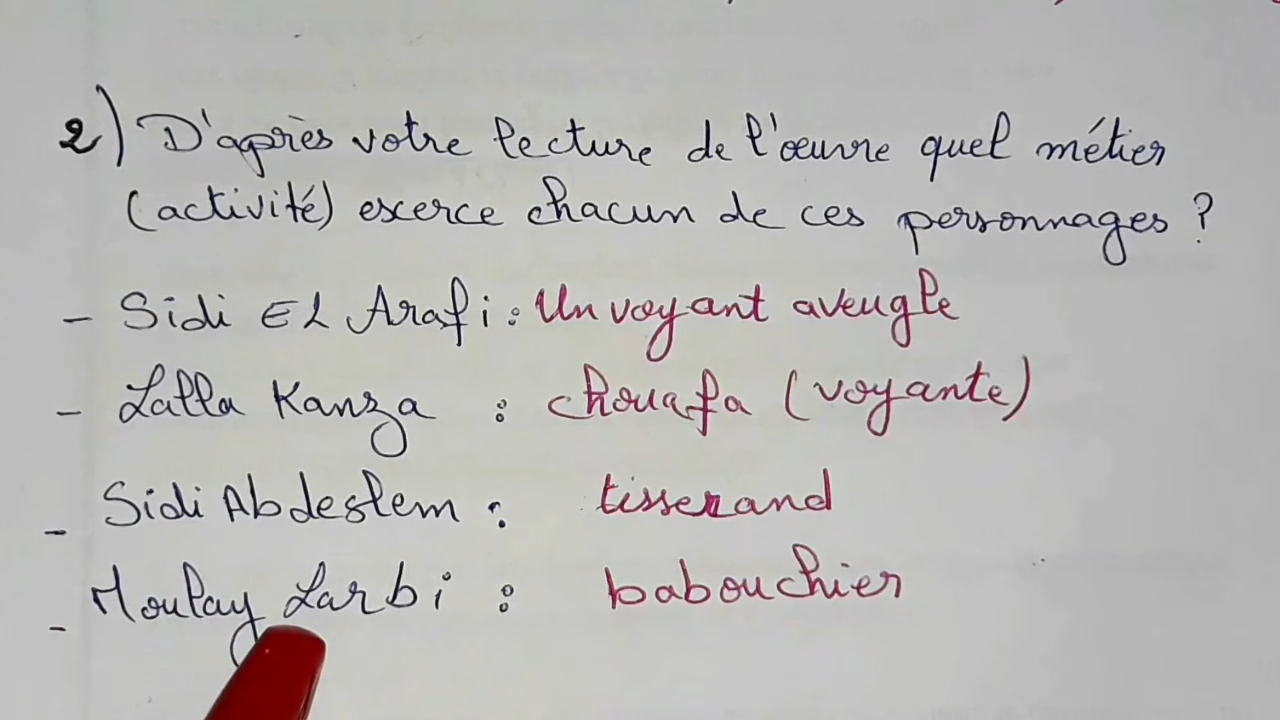 2) D'après votre lecture de l'œuvre quel métier
(activité) escerce chacun de ces personnages ?
- Sidi EL Arafi : Un voyant aveugle
- Lalla Kanza : chouafa (voyante)
- Sidi Abdeslem : tisserand
- Moulay Larbi : babouchier